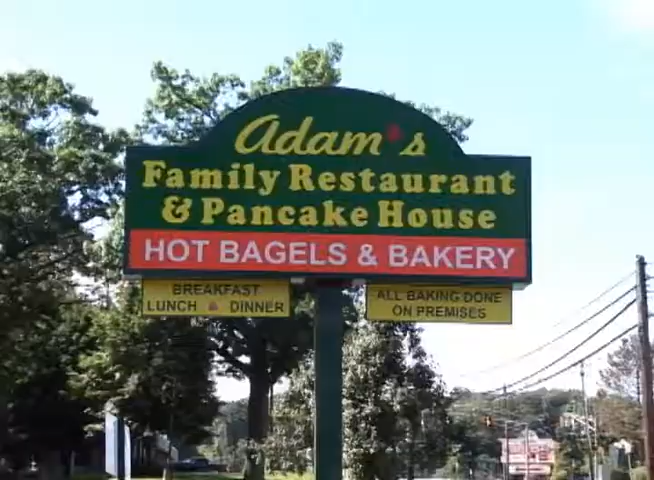 Adam's
Family Restaurant
& Pancake House
HOT BAGELS & BAKERY
BREAKFAST
LUNCH & DINNER
ALL BAKING DONE
ON PREMISES